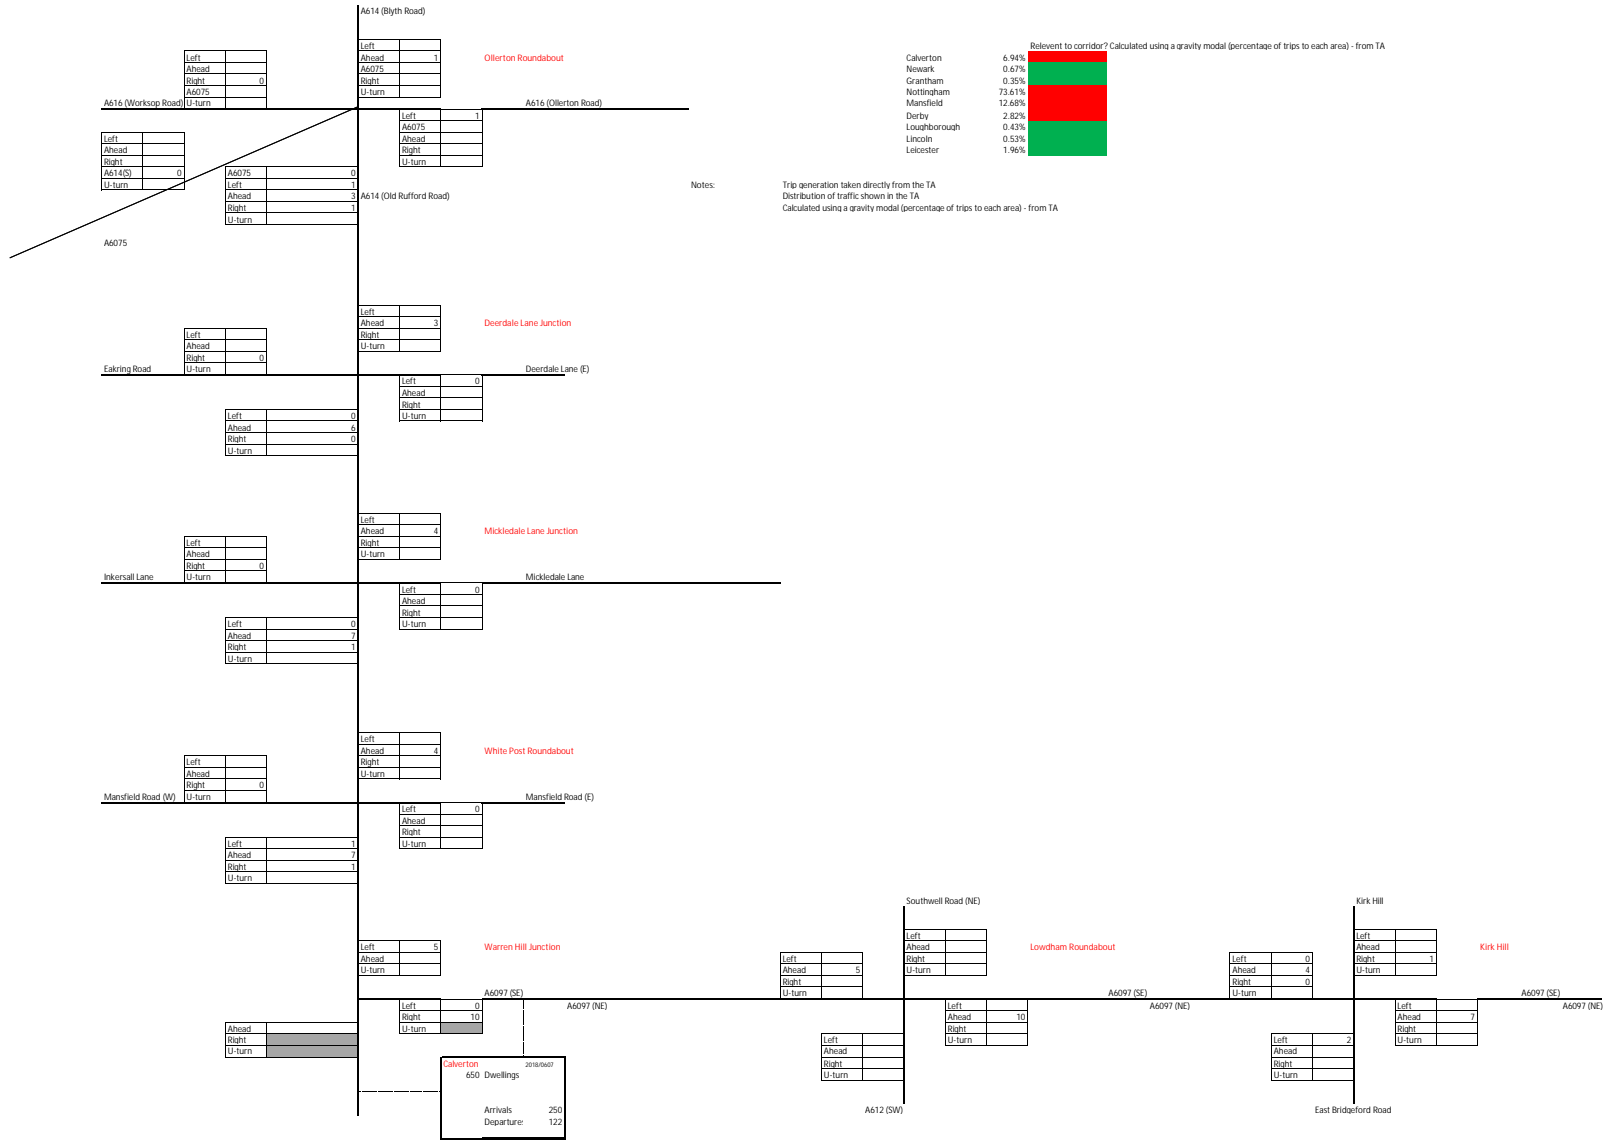 A614 (Blyth Road)
Left
Ahead 1
A6075
Right
U-turn
Ollerton Roundabout
Left
Ahead
Right 0
A6075
U-turn
A616 (Worksop Road)
A616 (Ollerton Road)
Left 1
A6075
Ahead
Right
U-turn
Left
Ahead
Right
A614(S) 0
U-turn
A6075 0
Left 1
Ahead 3
Right 1
U-turn
A614 (Old Rufford Road)
A6075
Relevent to corridor? Calculated using a gravity modal (percentage of trips to each area) - from TA
Calverton 6.94%
Newark 0.67%
Grantham 0.35%
Nottingham 73.61%
Mansfield 12.68%
Derby 2.82%
Loughborough 0.43%
Lincoln 0.53%
Leicester 1.96%
Notes: Trip generation taken directly from the TA
Distribution of traffic shown in the TA
Calculated using a gravity modal (percentage of trips to each area) - from TA
Left
Ahead 3
Right
U-turn
Deerdale Lane Junction
Left
Ahead
Right 0
U-turn
Eakring Road
Deerdale Lane (E)
Left 0
Ahead
Right
U-turn
Left 0
Ahead 6
Right 0
U-turn
Left
Ahead 4
Right
U-turn
Mickledale Lane Junction
Left
Ahead
Right 0
U-turn
Inkersall Lane
Mickledale Lane
Left 0
Ahead
Right
U-turn
Left 0
Ahead 7
Right 1
U-turn
Left
Ahead 4
Right
U-turn
White Post Roundabout
Left
Ahead
Right 0
U-turn
Mansfield Road (W)
Mansfield Road (E)
Left 0
Ahead
Right
U-turn
Left 1
Ahead 7
Right 1
U-turn
Left 5
Ahead
U-turn
Warren Hill Junction
A6097 (SE)
A6097 (NE)
Left 0
Right 10
U-turn
Ahead
Right
U-turn
Calverton 2018/0607
650 Dwellings
Arrivals 250
Departure: 122
Southwell Road (NE)
Left
Ahead
Right
U-turn
Lowdham Roundabout
Left
Ahead 5
Right
U-turn
A6097 (SE)
A6097 (NE)
Left
Ahead 10
Right
U-turn
Left
Ahead
Right
U-turn
A612 (SW)
Kirk Hill
Left
Ahead
Right 1
U-turn
Kirk Hill
Left 0
Ahead 4
Right 0
U-turn
A6097 (SE)
A6097 (NE)
Left
Ahead 7
Right
U-turn
Left 2
Ahead
Right
U-turn
East Bridgeford Road